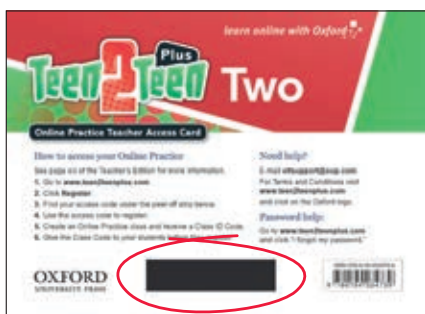 learn online with Oxford
Teen2Teen
Plus
Two
Online Practice Teacher Access Card
How to access your Online Practice
See page xvi of the Teacher's Edition for more information.
1. Go to www.teen2teenplus.com
2. Click Register
3. Find your access code under the peel-off strip below.
4. Use the access code to register.
5. Create an Online Practice class and receive a Class ID Code.
6. Give the Class Code to your students
Need help?
E-mail eltsupport@oup.com
For Terms and Conditions visit
www.teen2teenplus.com
and click on the Oxford logo.
Password help:
Go to www.teen2teenplus.com
and click "I forgot my password."
OXFORD
UNIVERSITY PRESS